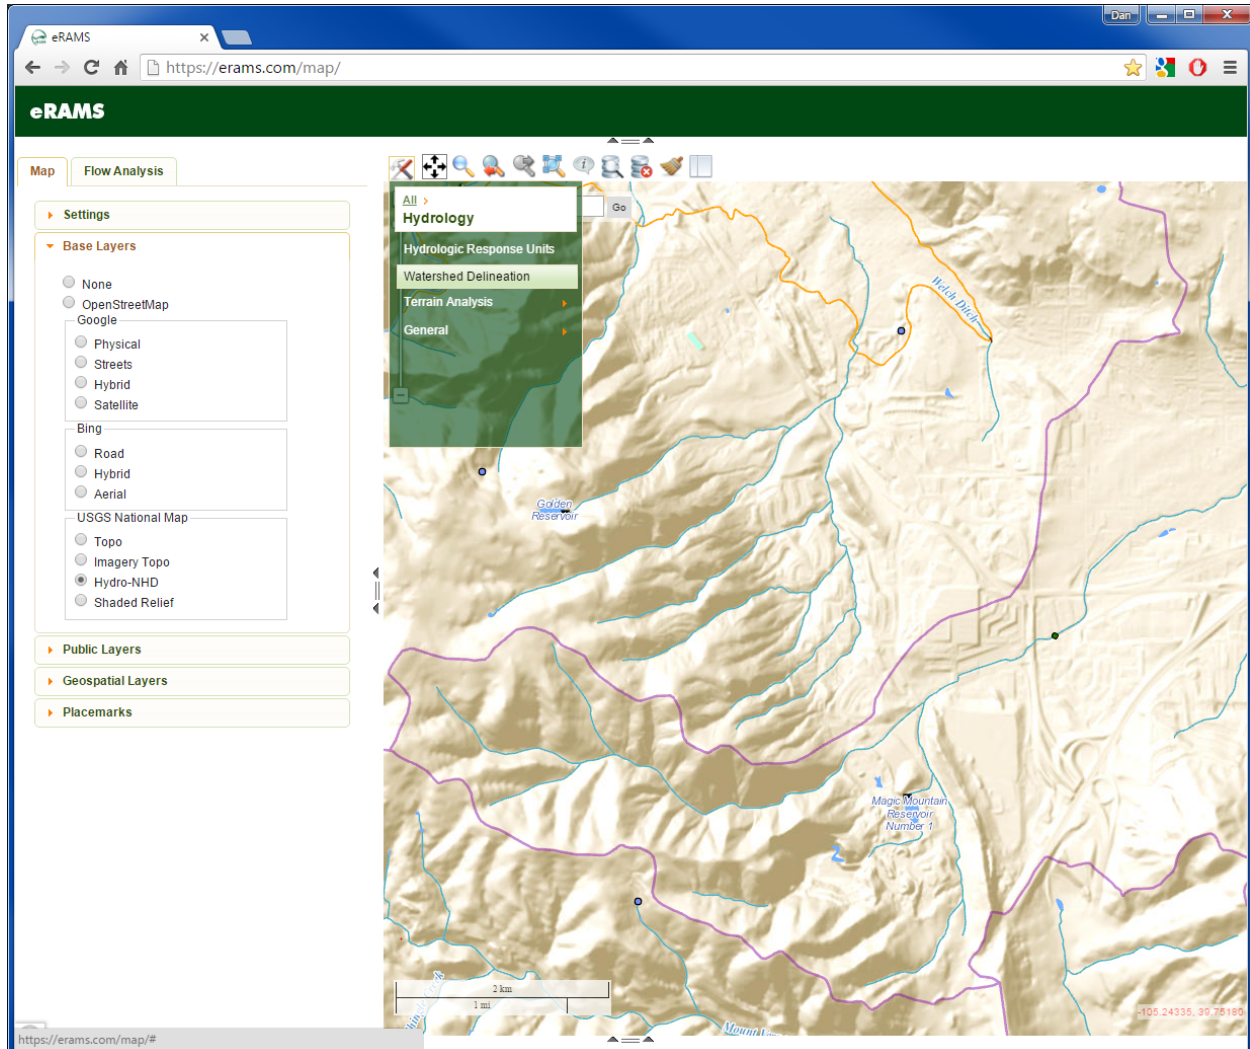 Dan
eRAMS
https://erams.com/map/
eRAMS
Map
Flow Analysis
Settings
Base Layers
None
OpenStreetMap
Google
Physical
Streets
Hybrid
Satellite
Bing
Road
Hybrid
Aerial
USGS National Map
Topo
Imagery Topo
Hydro-NHD
Shaded Relief
Public Layers
Geospatial Layers
Placemarks
All
Hydrology
Go
Hydrologic Response Units
Watershed Delineation
Terrain Analysis
General
Welch Ditch
Golden
Reservoir
Magic Mountain
Reservoir
Number 1
2 km
1 mi
Mount
-105.24335, 39.75180
https://erams.com/map/#